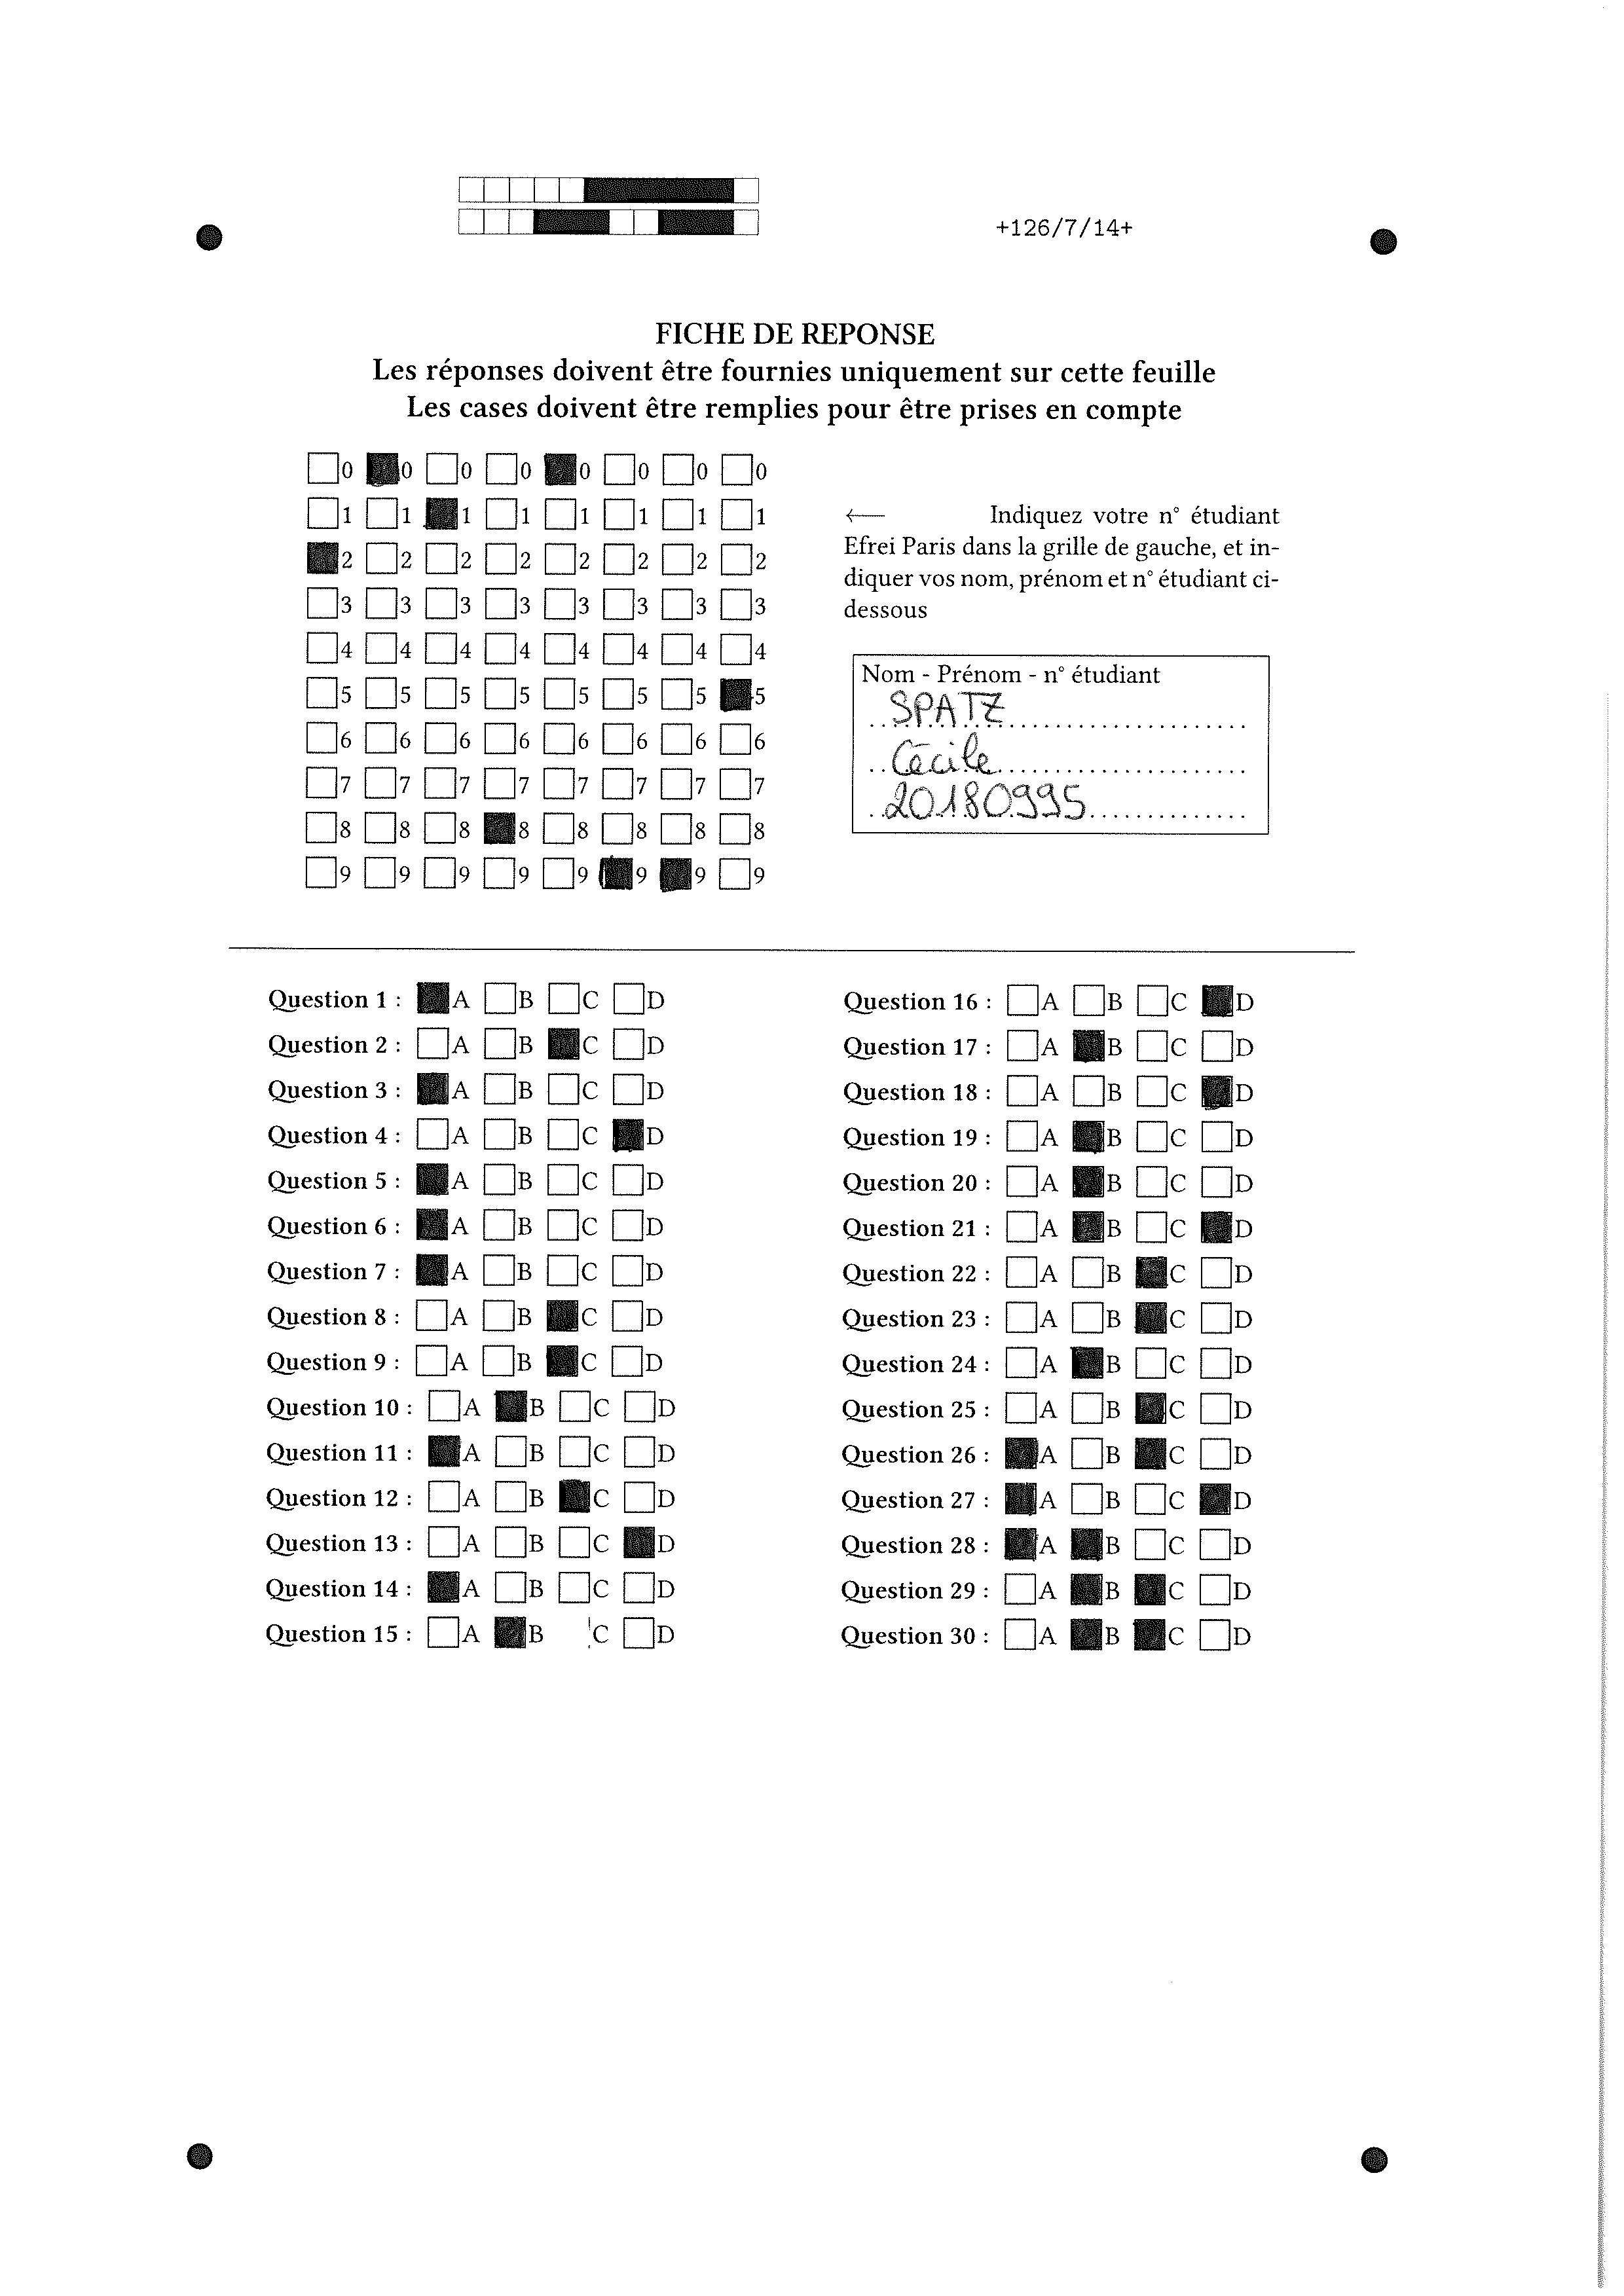 +126/7/14+
FICHE DE REPONSE
Les réponses doivent être fournies uniquement sur cette feuille
Les cases doivent être remplies pour être prises en compte
0 0 0 0 0 0 0 0
1 1 1 1 1 1 1 1
2 2 2 2 2 2 2 2
3 3 3 3 3 3 3 3
4 4 4 4 4 4 4 4
5 5 5 5 5 5 5 5
6 6 6 6 6 6 6 6
7 7 7 7 7 7 7 7
8 8 8 8 8 8 8 8
9 9 9 9 9 9 9 9
← Indiquez votre n° étudiant
Efrei Paris dans la grille de gauche, et in-
diquer vos nom, prénom et n° étudiant ci-
dessous
Nom - Prénom - n° étudiant
SPATZ
Cécile
20180995
Question 1 : A B C D
Question 2 : A B C D
Question 3 : A B C D
Question 4 : A B C D
Question 5 : A B C D
Question 6 : A B C D
Question 7 : A B C D
Question 8 : A B C D
Question 9 : A B C D
Question 10 : A B C D
Question 11 : A B C D
Question 12 : A B C D
Question 13 : A B C D
Question 14 : A B C D
Question 15 : A B C D
Question 16 : A B C D
Question 17 : A B C D
Question 18 : A B C D
Question 19 : A B C D
Question 20 : A B C D
Question 21 : A B C D
Question 22 : A B C D
Question 23 : A B C D
Question 24 : A B C D
Question 25 : A B C D
Question 26 : A B C D
Question 27 : A B C D
Question 28 : A B C D
Question 29 : A B C D
Question 30 : A B C D